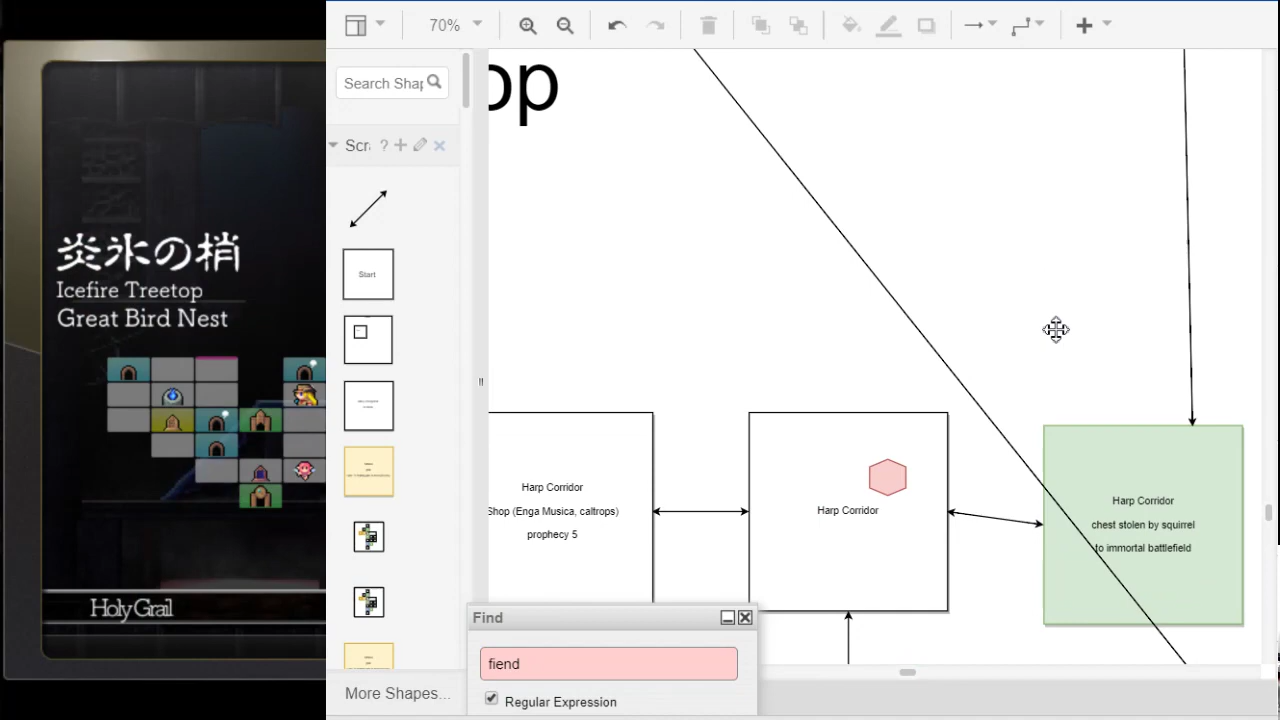 炎氷の梢
Icefire Treetop
Great Bird Nest
Holy Grail
70%
Search Shap
Scr
?
Start
More Shapes...
op
Harp Corridor
Shop (Enga Musica, caltrops)
prophecy 5
Harp Corridor
Harp Corridor
chest stolen by squirrel
to immortal battlefield
Find
fiend
Regular Expression